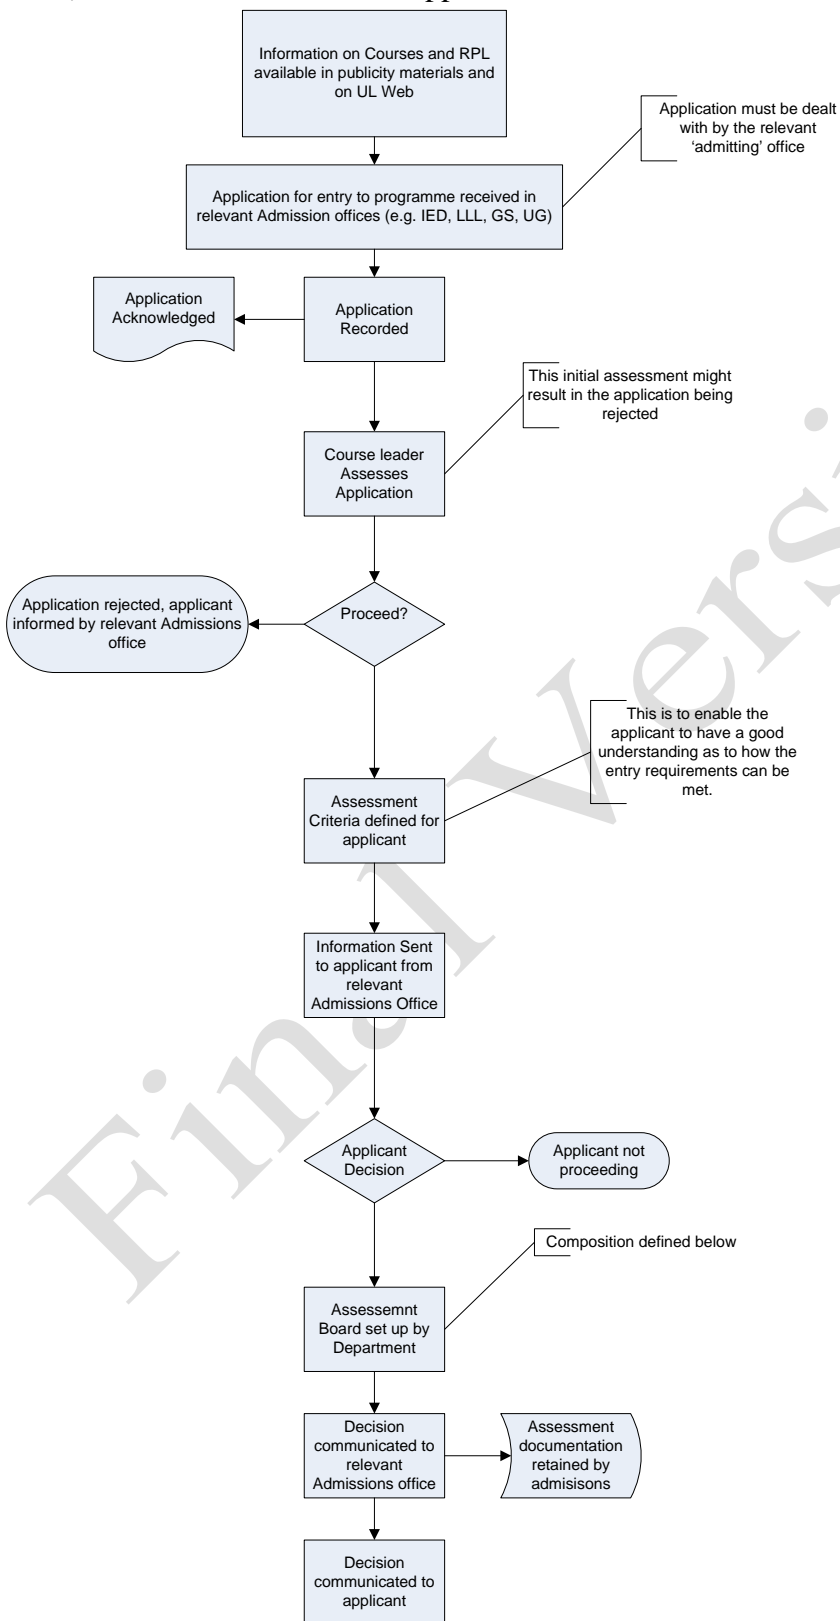 Information on Courses and RPL
available in publicity materials and
on UL Web
Application must be dealt
with by the relevant
‘admitting’ office
Application for entry to programme received in
relevant Admission offices (e.g. IED, LLL, GS, UG)
Application
Acknowledged
Application
Recorded
This initial assessment might
result in the application being
rejected
Course leader
Assesses
Application
Application rejected, applicant
informed by relevant Admissions
office
Proceed?
This is to enable the
applicant to have a good
understanding as to how the
entry requirements can be
met.
Assessment
Criteria defined for
applicant
Information Sent
to applicant from
relevant
Admissions Office
Applicant
Decision
Applicant not
proceeding
Composition defined below
Assessemnt
Board set up by
Department
Decision
communicated to
relevant
Admissions office
Assessment
documentation
retained by
admisisons
Decision
communicated to
applicant
Final Versi